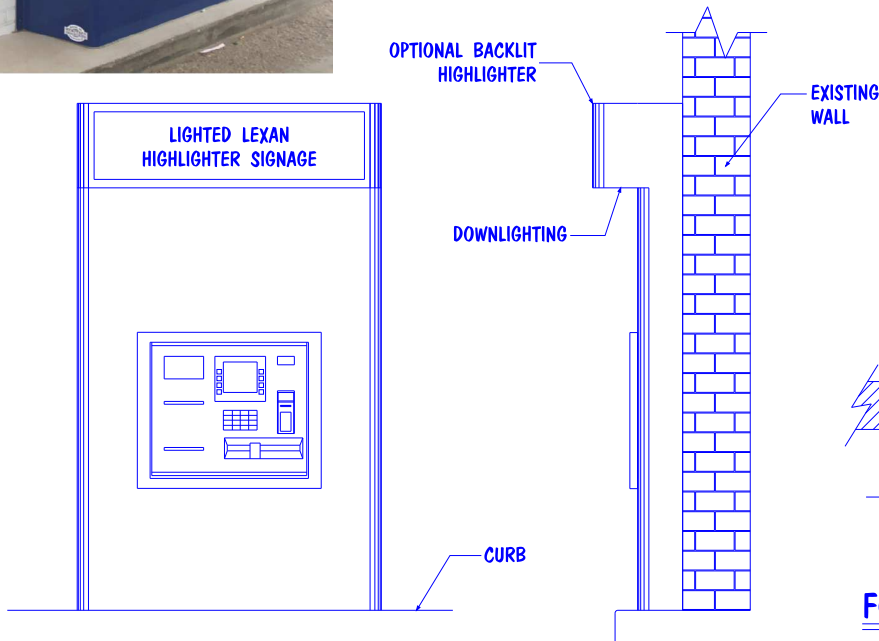 OPTIONAL BACKLIT
HIGHLIGHTER
EXISTING
WALL
LIGHTED LEXAN
HIGHLIGHTER SIGNAGE
DOWNLIGHTING
CURB